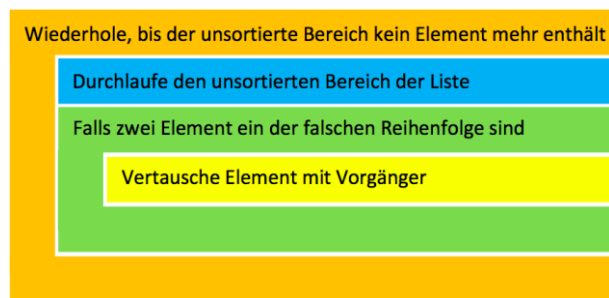 Wiederhole, bis der unsortierte Bereich kein Element mehr enthält
Durchlaufe den unsortierten Bereich der Liste
Falls zwei Element ein der falschen Reihenfolge sind
Vertausche Element mit Vorgänger